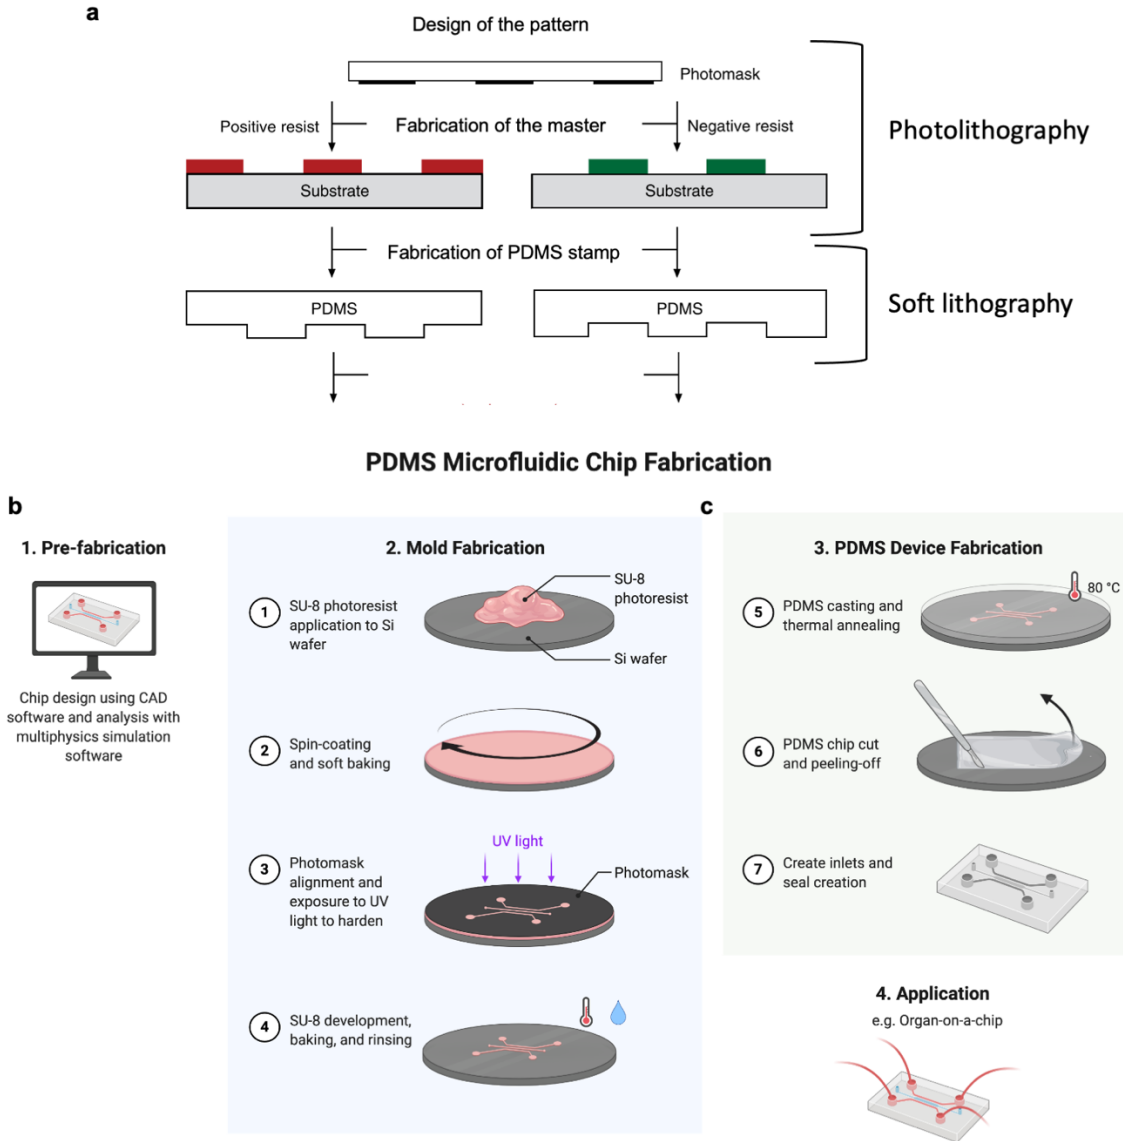 a
Design of the pattern
Photomask
Positive resist
Fabrication of the master
Negative resist
Photolithography
Substrate
Substrate
Fabrication of PDMS stamp
PDMS
PDMS
Soft lithography
PDMS Microfluidic Chip Fabrication
b
1. Pre-fabrication
Chip design using CAD
software and analysis with
multiphysics simulation
software
2. Mold Fabrication
1
SU-8 photoresist
application to Si
wafer
SU-8
photoresist
Si wafer
2
Spin-coating
and soft baking
UV light
3
Photomask
alignment and
exposure to UV
light to harden
Photomask
4
SU-8 development,
baking, and rinsing
c
3. PDMS Device Fabrication
5
PDMS casting and
thermal annealing
80 °C
6
PDMS chip cut
and peeling-off
7
Create inlets and
seal creation
4. Application
e.g. Organ-on-a-chip